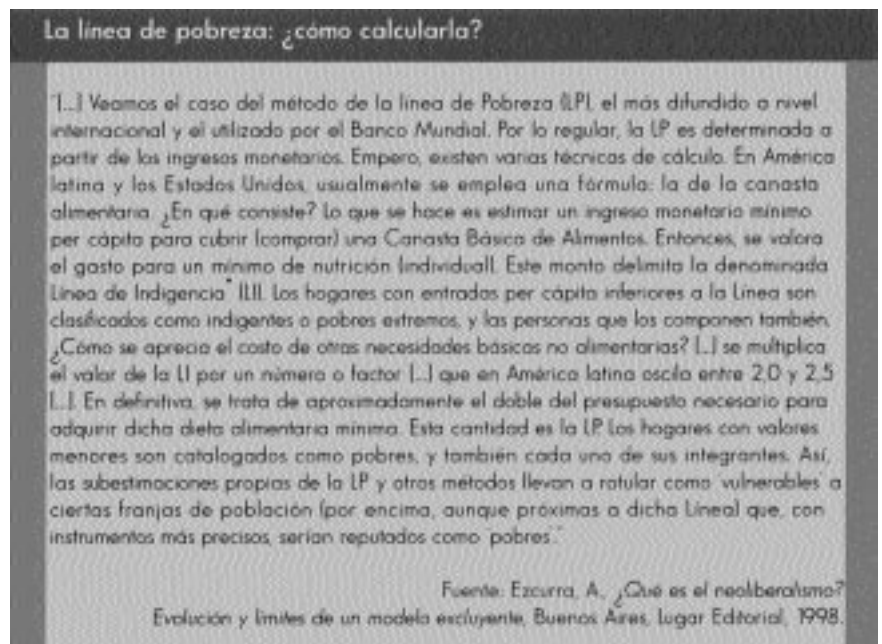 La línea de pobreza: ¿cómo calcularla?
"[...] Veamos el caso del método de la línea de Pobreza (LP), el más difundido a nivel
internacional y el utilizado por el Banco Mundial. Por lo regular, la LP es determinada a
partir de los ingresos monetarios. Empero, existen varias técnicas de cálculo. En América
latina y los Estados Unidos, usualmente se emplea una fórmula: la de la canasta
alimentaria. ¿En qué consiste? Lo que se hace es estimar un ingreso monetario mínimo
per cápita para cubrir (comprar) una Canasta Básica de Alimentos. Entonces, se valora
el gasto para un mínimo de nutrición (individual). Este monto delimita la denominada
Línea de Indigencia" (LI). Los hogares con entradas per cápita inferiores a la Línea son
clasificados como indigentes o pobres extremos, y las personas que los componen también.
¿Cómo se aprecia el costo de otras necesidades básicas no alimentarias? [...] se multiplica
el valor de la LI por un número o factor [...] que en América latina oscila entre 2,0 y 2,5
[...]. En definitiva, se trata de aproximadamente el doble del presupuesto necesario para
adquirir dicha dieta alimentaria mínima. Esta cantidad es la LP. Los hogares con valores
menores son catalogados como pobres, y también cada uno de sus integrantes. Así,
las subestimaciones propias de la LP y otros métodos llevan a rotular como 'vulnerables' a
ciertas franjas de población (por encima, aunque próximas a dicha Línea) que, con
instrumentos más precisos, serían reputados como 'pobres'."
Fuente: Ezcurra, A., ¿Qué es el neoliberalismo?
Evolución y límites de un modelo excluyente, Buenos Aires, Lugar Editorial, 1998.